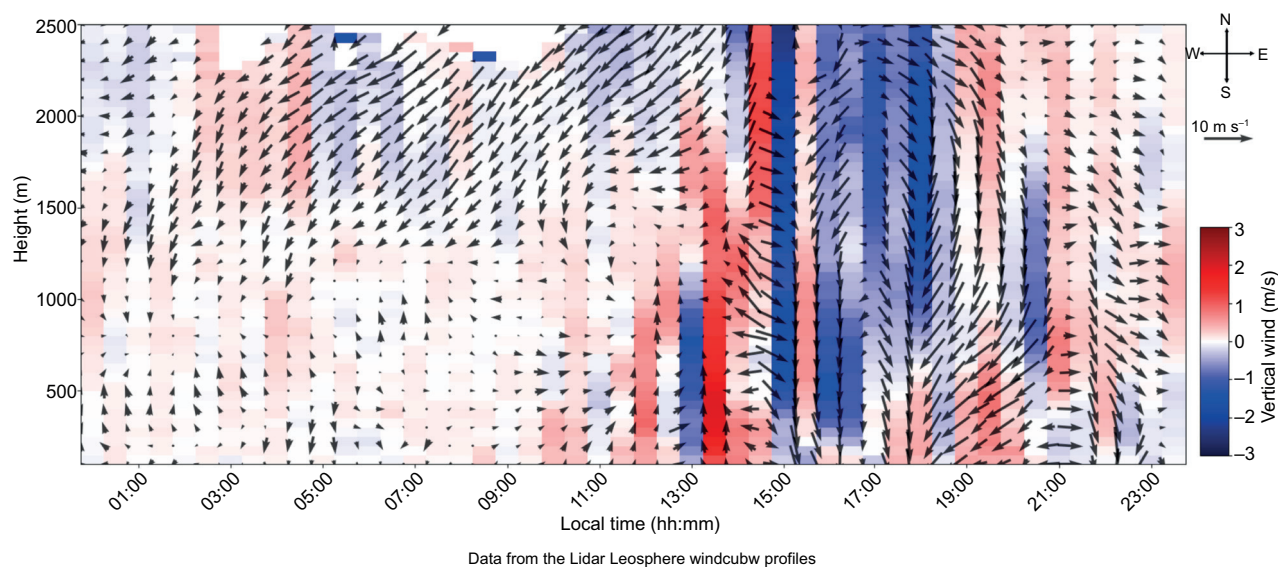 2500
2000
1500
1000
500
Height (m)
01:00 03:00 05:00 07:00 09:00 11:00 13:00 15:00 17:00 19:00 21:00 23:00
Local time (hh:mm)
N
W E
S
10 m s⁻¹
3
2
1
0
−1
−2
−3
Vertical wind (m/s)
Data from the Lidar Leosphere windcubw profiles